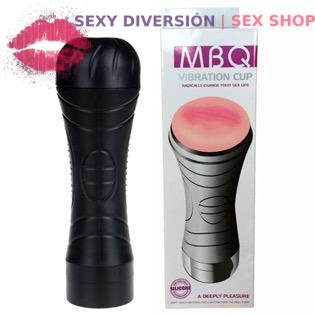 SEXY DIVERSIÓN | SEX SHOP
MBQ
VIBRATION CUP
RADICALLY CHANGE YOUR SEX LIFE
SILICONE
A DEEPLY PLEASURE